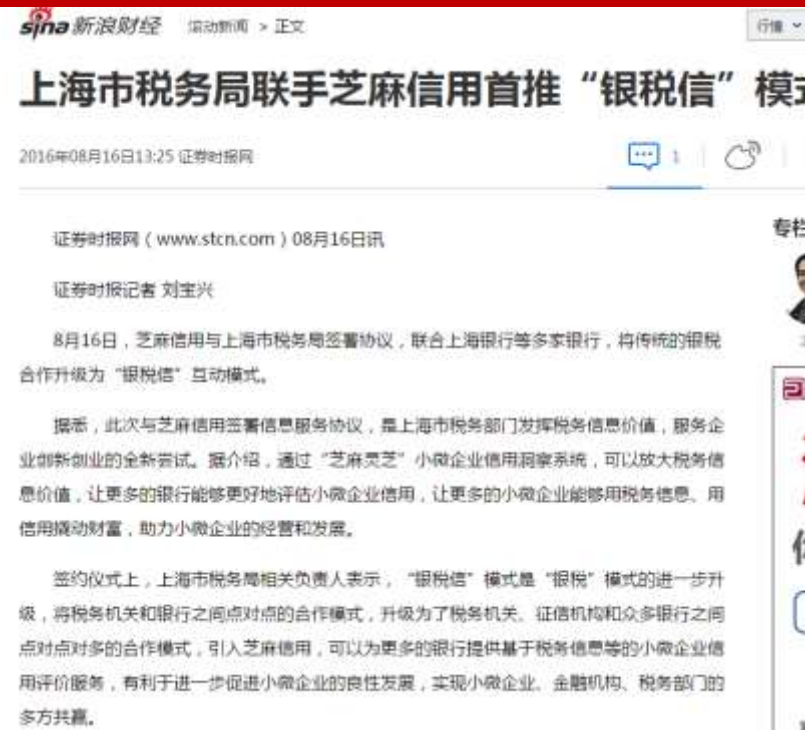 sina 新浪财经 滚动新闻 > 正文
行情
上海市税务局联手芝麻信用首推“银税信”模式
2016年08月16日13:25 证券时报网
1
证券时报网（www.stcn.com）08月16日讯
专栏
证券时报记者 刘宝兴
8月16日，芝麻信用与上海市税务局签署协议，联合上海银行等多家银行，将传统的银税
合作升级为“银税信”互动模式。
据悉，此次与芝麻信用签署信息服务协议，是上海市税务部门发挥税务信息价值，服务企
业创新创业的全新尝试。据介绍，通过“芝麻灵芝”小微企业信用洞察系统，可以放大税务信
息价值，让更多的银行能够更好地评估小微企业信用，让更多的小微企业能够用税务信息、用
信用撬动财富，助力小微企业的经营和发展。
签约仪式上，上海市税务局相关负责人表示，“银税信”模式是“银税”模式的进一步升
级，将税务机关和银行之间点对点的合作模式，升级为了税务机关、征信机构和众多银行之间
点对点对多的合作模式，引入芝麻信用，可以为更多的银行提供基于税务信息等的小微企业信
用评价服务，有利于进一步促进小微企业的良性发展，实现小微企业、金融机构、税务部门的
多方共赢。